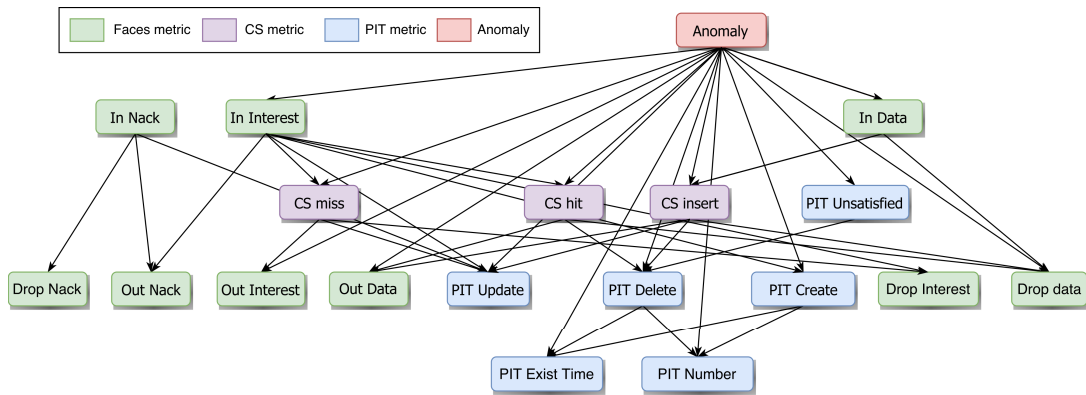 Faces metric CS metric PIT metric Anomaly
Anomaly
In Nack In Interest In Data
CS miss CS hit CS insert PIT Unsatisfied
Drop Nack Out Nack Out Interest Out Data PIT Update PIT Delete PIT Create Drop Interest Drop data
PIT Exist Time PIT Number